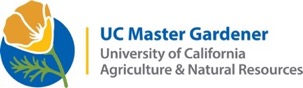 UC Master Gardener
University of California
Agriculture & Natural Resources